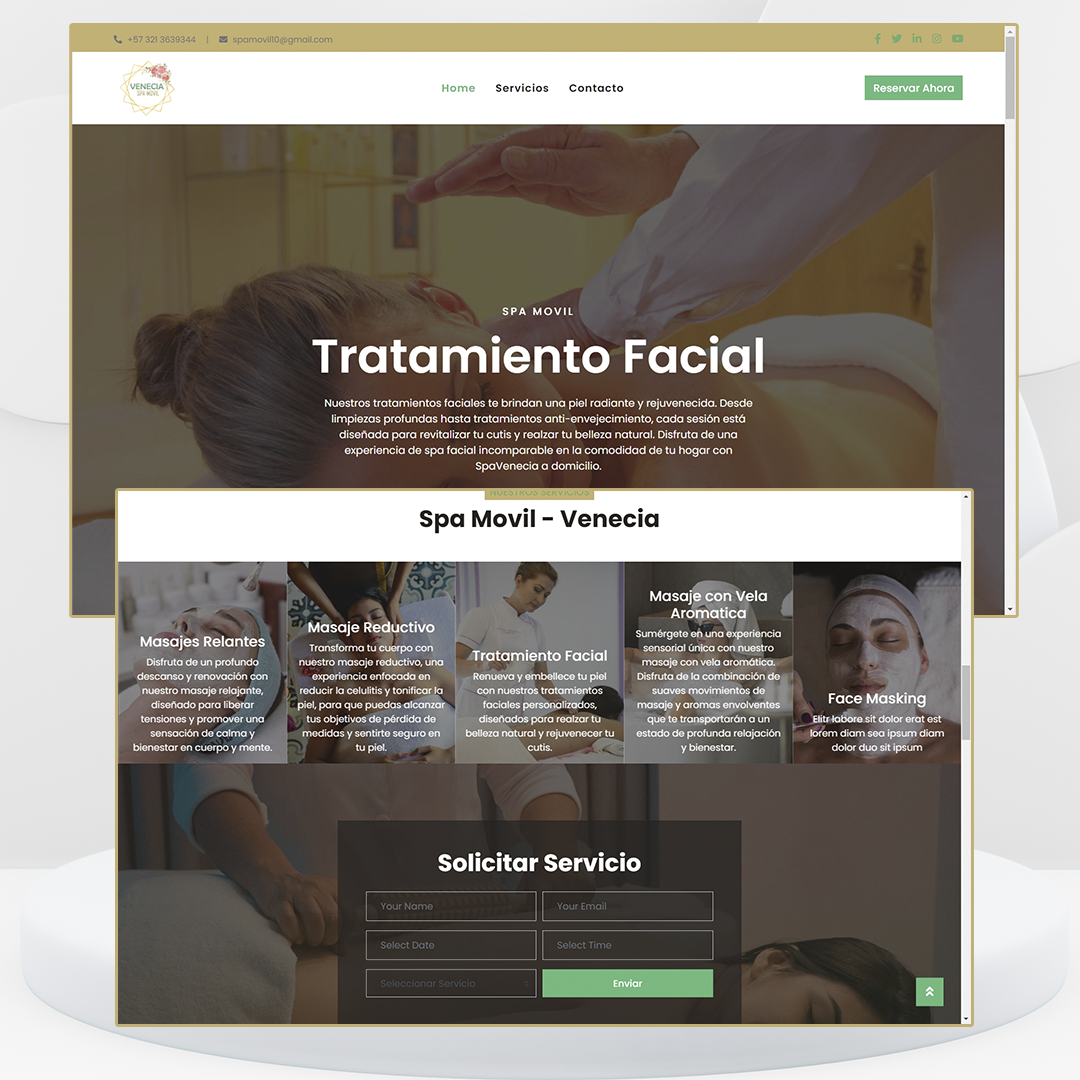 +57 321 3639344 | spamovil10@gmail.com
VENECIA
SPA MOVIL
Home Servicios Contacto
Reservar Ahora
SPA MOVIL
Tratamiento Facial
Nuestros tratamientos faciales te brindan una piel radiante y rejuvenecida. Desde
limpiezas profundas hasta tratamientos anti-envejecimiento, cada sesión está
diseñada para revitalizar tu cutis y realzar tu belleza natural. Disfruta de una
experiencia de spa facial incomparable en la comodidad de tu hogar con
SpaVenecia a domicilio.
NUESTROS SERVICIOS
Spa Movil - Venecia
Masajes Relantes
Disfruta de un profundo
descanso y renovación con
nuestro masaje relajante,
diseñado para liberar
tensiones y promover una
sensación de calma y
bienestar en cuerpo y mente.
Masaje Reductivo
Transforma tu cuerpo con
nuestro masaje reductivo, una
experiencia enfocada en
reducir la celulitis y tonificar la
piel, para que puedas alcanzar
tus objetivos de pérdida de
medidas y sentirte seguro en
tu piel.
Tratamiento Facial
Renueva y embellece tu piel
con nuestros tratamientos
faciales personalizados,
diseñados para realzar tu
belleza natural y rejuvenecer tu
cutis.
Masaje con Vela
Aromatica
Sumérgete en una experiencia
sensorial única con nuestro
masaje con vela aromática.
Disfruta de la combinación de
suaves movimientos de
masaje y aromas envolventes
que te transportarán a un
estado de profunda relajación
y bienestar.
Face Masking
Elitr labore sit dolor erat est
lorem diam sea ipsum diam
dolor duo sit ipsum
Solicitar Servicio
Your Name
Your Email
Select Date
Select Time
Seleccionar Servicio
Enviar